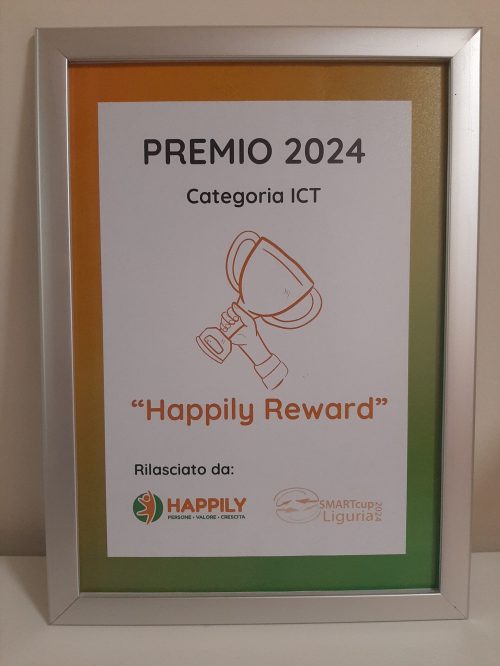 PREMIO 2024
Categoria ICT
“Happily Reward”
Rilasciato da:
HAPPILY
PERSONE • VALORE • CRESCITA
SMARTcup
Liguria
2024